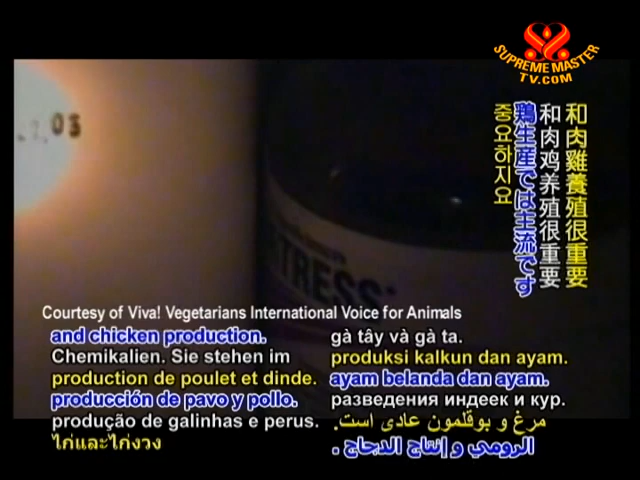 SUPREME MASTER
TV.COM
03
和肉雞養殖很重要
和肉鸡养殖很重要
鶏生産では主流です
중요하지요
TRESS
Courtesy of Viva! Vegetarians International Voice for Animals
and chicken production.
Chemikalien. Sie stehen im
production de poulet et dinde.
producción de pavo y pollo.
produção de galinhas e perus.
ไก่และไก่งวง
gà tây và gà ta.
produksi kalkun dan ayam.
ayam belanda dan ayam.
разведения индеек и кур.
مرغ و بوقلمون عادی است.
الرومي و إنتاج الدجاج .